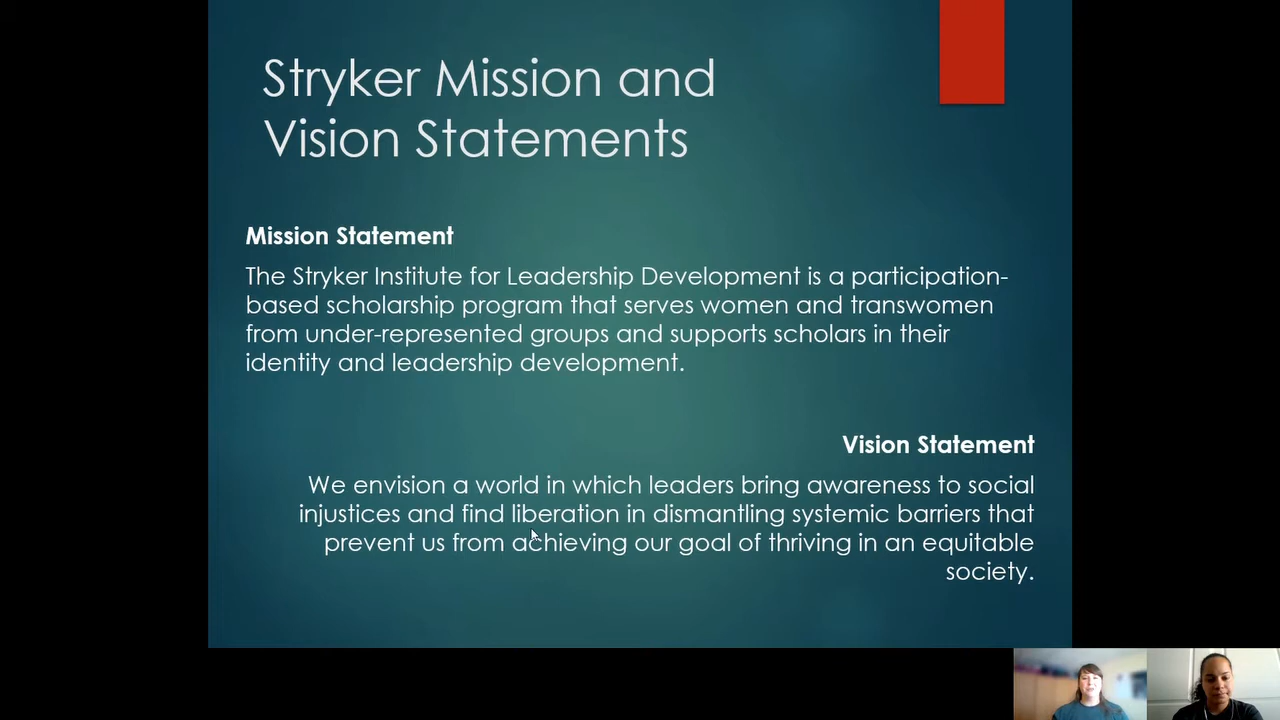 Stryker Mission and
Vision Statements
Mission Statement
The Stryker Institute for Leadership Development is a participation-
based scholarship program that serves women and transwomen
from under-represented groups and supports scholars in their
identity and leadership development.
Vision Statement
We envision a world in which leaders bring awareness to social
injustices and find liberation in dismantling systemic barriers that
prevent us from achieving our goal of thriving in an equitable
society.